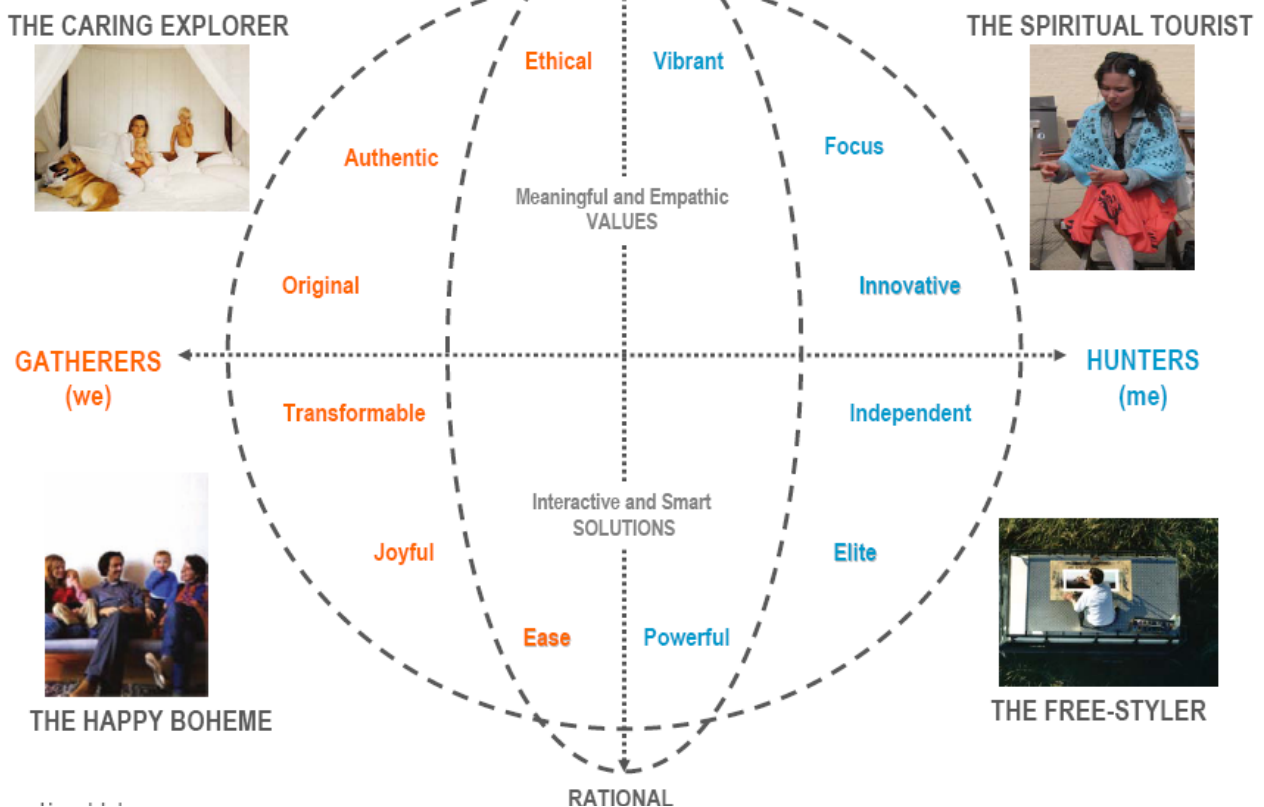 THE CARING EXPLORER
THE SPIRITUAL TOURIST
Ethical
Vibrant
Authentic
Focus
Meaningful and Empathic
VALUES
Original
Innovative
GATHERERS
(we)
HUNTERS
(me)
Transformable
Independent
Interactive and Smart
SOLUTIONS
Joyful
Elite
Ease
Powerful
THE HAPPY BOHEME
THE FREE-STYLER
RATIONAL